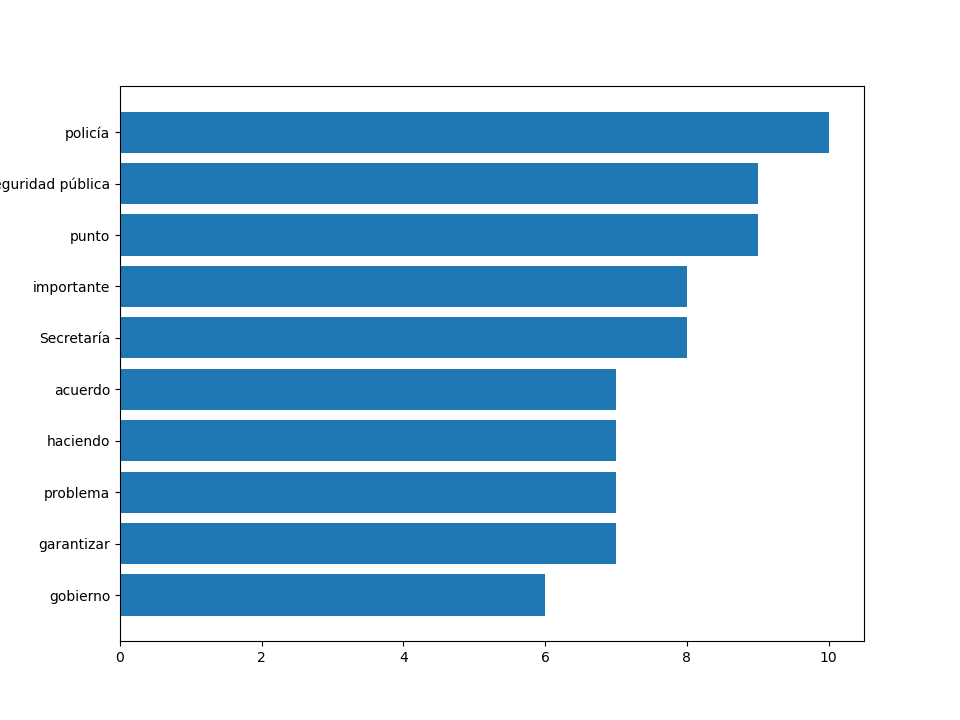 policía
eguridad pública
punto
importante
Secretaría
acuerdo
haciendo
problema
garantizar
gobierno
0 2 4 6 8 10